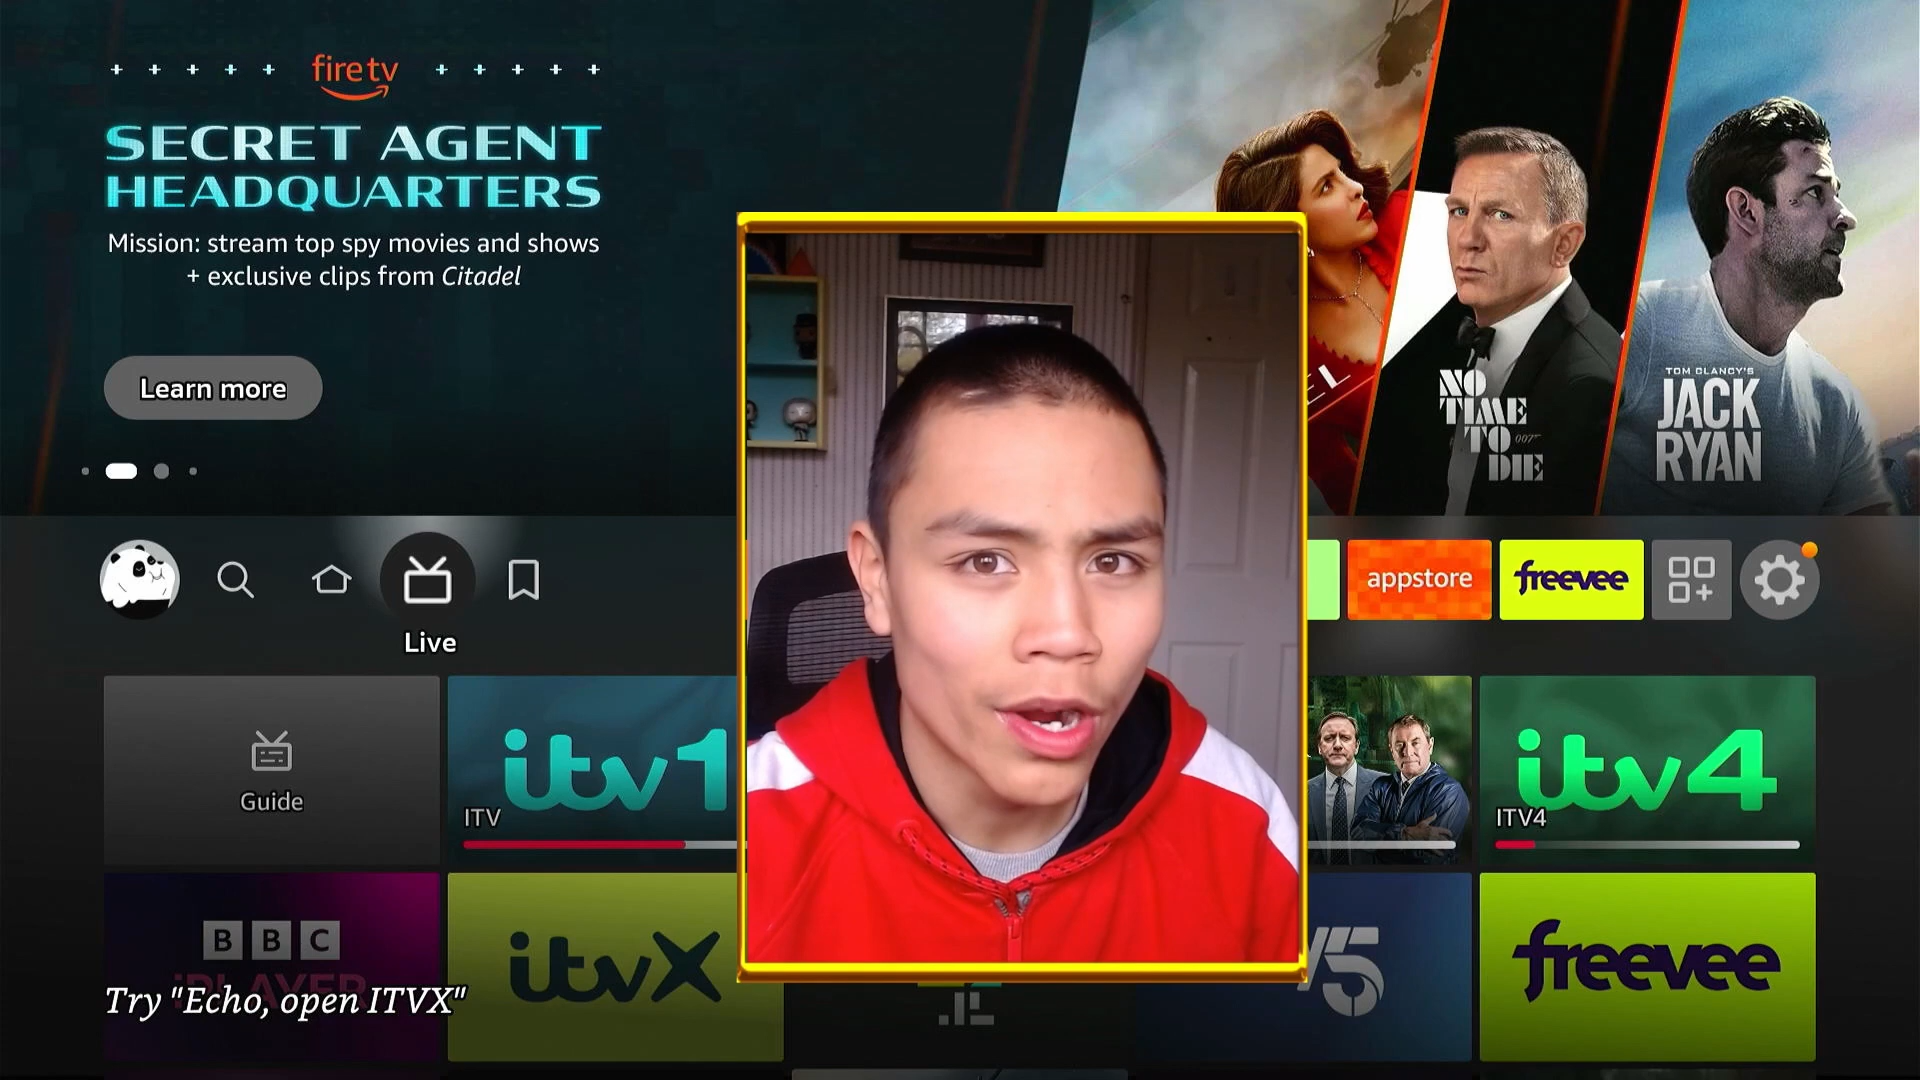 fire tv
SECRET AGENT
HEADQUARTERS
Mission: stream top spy movies and shows
+ exclusive clips from Citadel
Learn more
NO
TIME
TO 007
DIE
TOM CLANCY'S
JACK
RYAN
Live
appstore
freevee
Guide
itv1
ITV
itv4
ITV4
BBC
iPLAYER
itvX
5
freevee
Try "Echo, open ITVX"